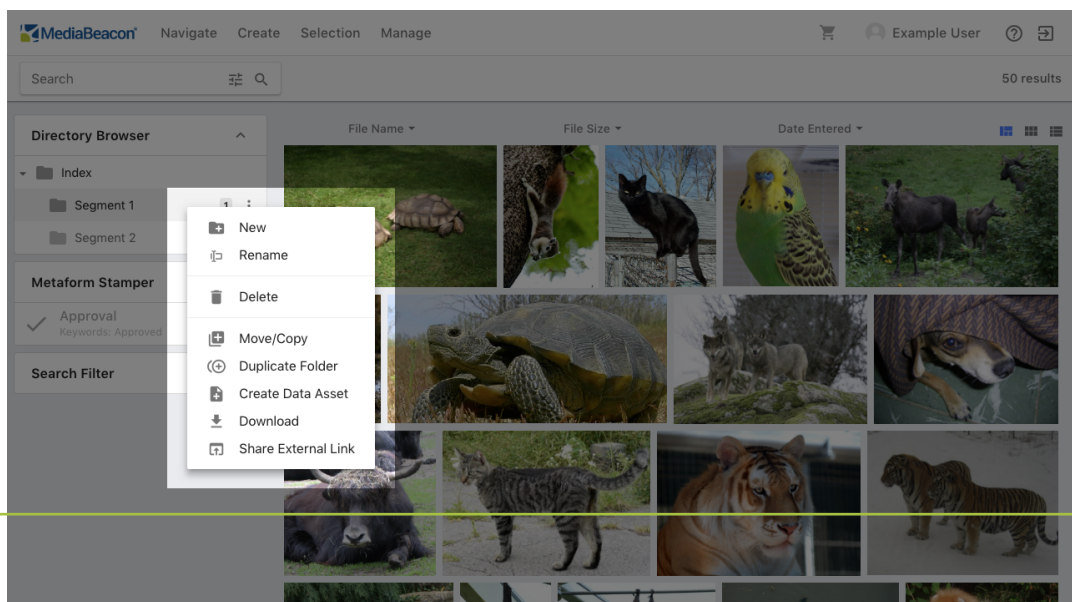 MediaBeacon® Navigate Create Selection Manage Example User
Search 50 results
Directory Browser
File Name File Size Date Entered
Index
Segment 1 1
Segment 2
Metaform Stamper
Approval
Keywords: Approved
Search Filter
New
Rename
Delete
Move/Copy
Duplicate Folder
Create Data Asset
Download
Share External Link